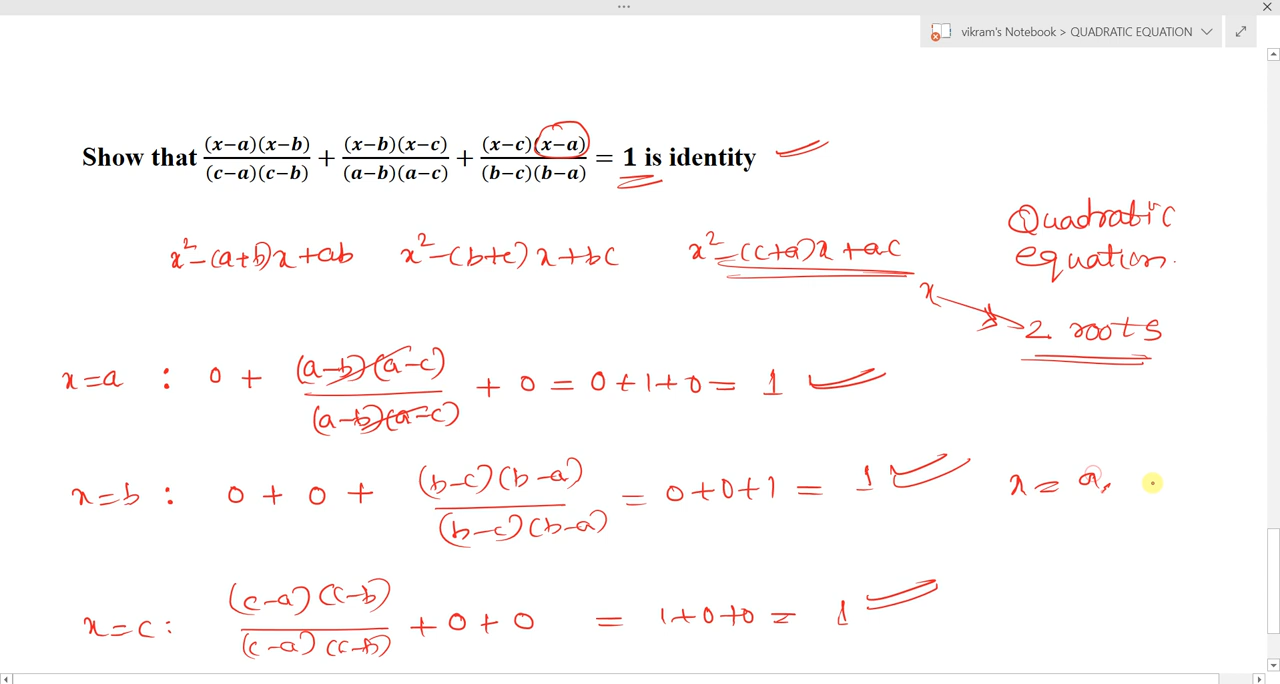 vikram's Notebook > QUADRATIC EQUATION
Show that (x−a)(x−b)/(c−a)(c−b) + (x−b)(x−c)/(a−b)(a−c) + (x−c)(x−a)/(b−c)(b−a) = 1 is identity
x²-(a+b)x+ab x²-(b+c)x+bc x²-(c+a)x+ac
Quadratic
equation.
x
2 roots
x=a : 0 + (a-b)(a-c)/(a-b)(a-c) + 0 = 0+1+0 = 1
x=b : 0 + 0 + (b-c)(b-a)/(b-c)(b-a) = 0+0+1 = 1
x = a,
x=c : (c-a)(c-b)/(c-a)(c-b) + 0 + 0 = 1+0+0 = 1